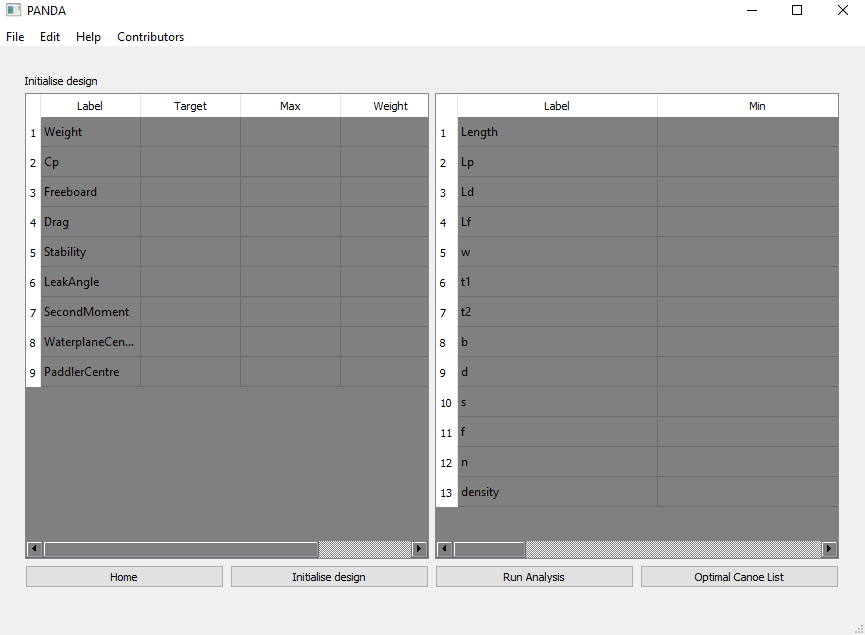 PANDA
File Edit Help Contributors
Initialise design
Label Target Max Weight
1 Weight
2 Cp
3 Freeboard
4 Drag
5 Stability
6 LeakAngle
7 SecondMoment
8 WaterplaneCen...
9 PaddlerCentre
Label Min
1 Length
2 Lp
3 Ld
4 Lf
5 w
6 t1
7 t2
8 b
9 d
10 s
11 f
12 n
13 density
Home Initialise design Run Analysis Optimal Canoe List